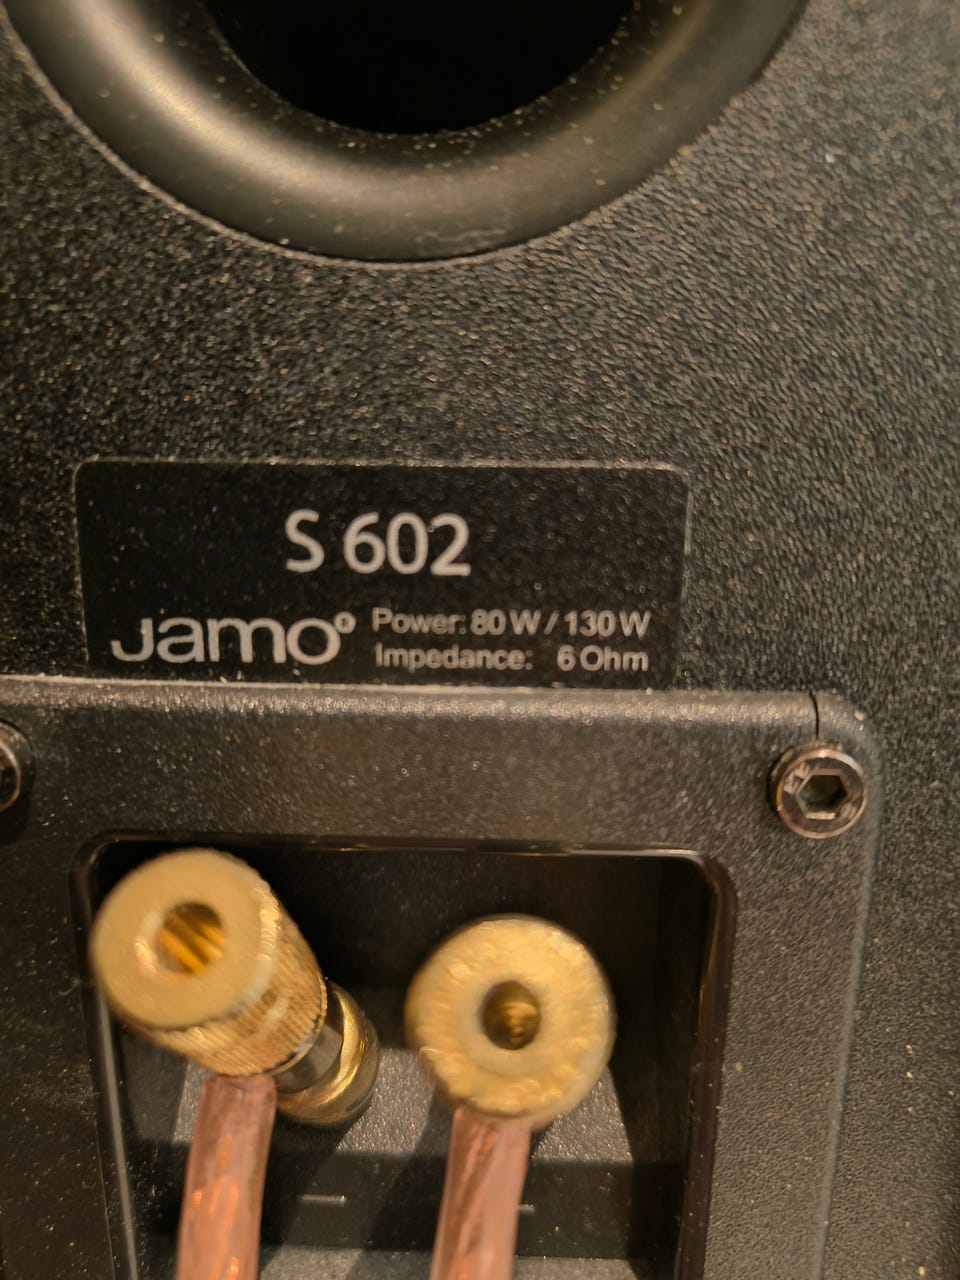 S 602
Jamo
Power: 80 W / 130 W
Impedance: 6 Ohm